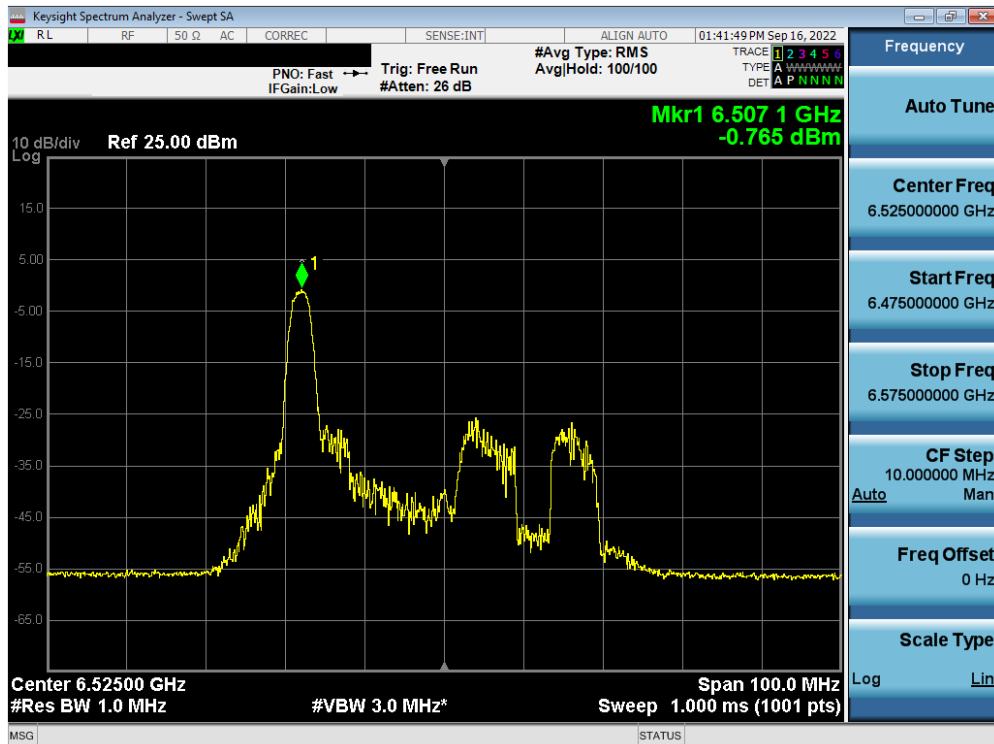 Keysight Spectrum Analyzer - Swept SA
LXI RL RF 50 Ω AC CORREC SENSE:INT ALIGN AUTO 01:41:49 PM Sep 16, 2022
PNO: Fast
IFGain:Low
Trig: Free Run
#Atten: 26 dB
#Avg Type: RMS
Avg|Hold: 100/100
TRACE 1 2 3 4 5 6
TYPE A WWWWW
DET A P N N N N
Mkr1 6.507 1 GHz
-0.765 dBm
10 dB/div
Log
Ref 25.00 dBm
15.0
5.00
1
-5.00
-15.0
-25.0
-35.0
-45.0
-55.0
-65.0
Center 6.52500 GHz
Span 100.0 MHz
#Res BW 1.0 MHz
#VBW 3.0 MHz*
Sweep 1.000 ms (1001 pts)
MSG
STATUS
Frequency
Auto Tune
Center Freq
6.525000000 GHz
Start Freq
6.475000000 GHz
Stop Freq
6.575000000 GHz
CF Step
10.000000 MHz
Auto Man
Freq Offset
0 Hz
Scale Type
Log Lin